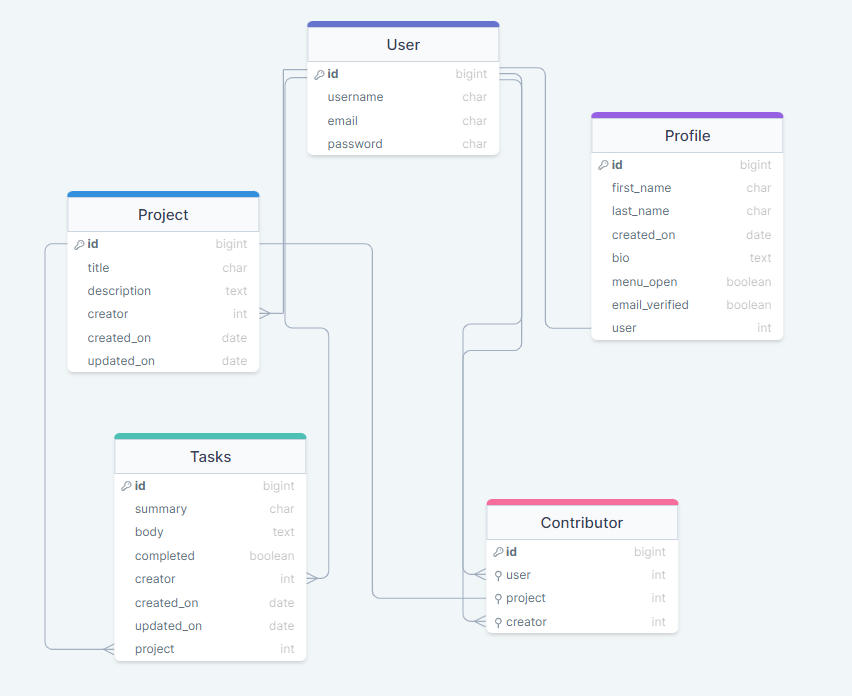 User
id bigint
username char
email char
password char
Profile
id bigint
first_name char
last_name char
created_on date
bio text
menu_open boolean
email_verified boolean
user int
Project
id bigint
title char
description text
creator int
created_on date
updated_on date
Tasks
id bigint
summary char
body text
completed boolean
creator int
created_on date
updated_on date
project int
Contributor
id bigint
user int
project int
creator int